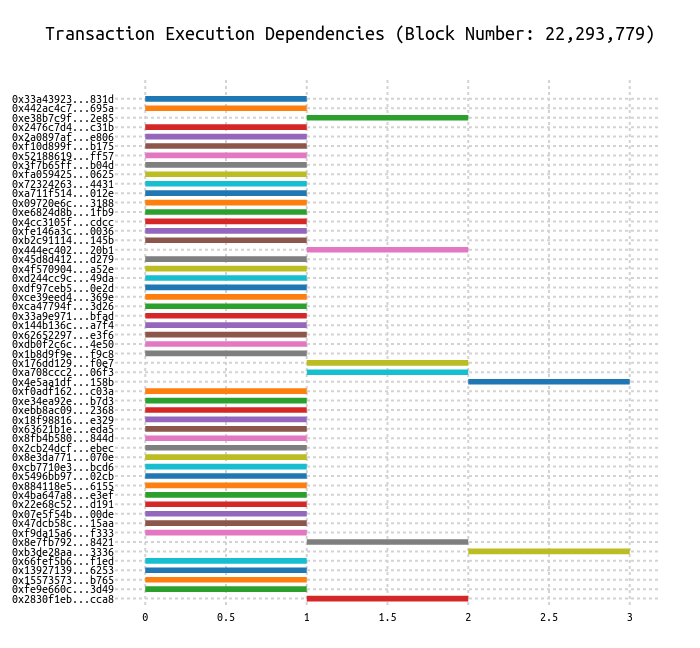 Transaction Execution Dependencies (Block Number: 22,293,779)
0x33a43923...831d
0x442ac4c7...695a
0xe38b7c9f...2e85
0x2476c7d4...c31b
0x2a0897af...e806
0xf10d899f...b175
0x52188619...ff57
0x3f7b65ff...b04d
0xfa059425...0625
0x72324263...4431
0xa711f514...012e
0x09720e6c...3188
0xe6824d8b...1fb9
0x4cc3105f...cdcc
0xfe146a3c...0036
0xb2c91114...145b
0x444ec402...20b1
0x45d8d412...d279
0x4f570904...a52e
0xd244cc9c...49da
0xdf97ceb5...0e2d
0xce39eed4...369e
0xca47794f...3d26
0x33a9e971...bfad
0x144b136c...a7f4
0x62652297...e3f6
0xdb0f2c6c...4e50
0x1b8d9f9e...f9c8
0x176dd129...f0e7
0xa708ccc2...06f3
0x4e5aa1df...158b
0xf0adf162...c03a
0xe34ea92e...b7d3
0xebb8ac09...2368
0x18f98816...e329
0x63621b1e...eda5
0x8fb4b580...844d
0x2cb24dcf...ebec
0x8e3da771...070e
0xcb7710e3...bcd6
0x5496bb97...02cb
0x884118e5...6155
0x4ba647a8...e3ef
0x22e68c52...d191
0x07e5f54b...00de
0x47dcb58c...15aa
0xf9da15a6...f333
0x8e7fb792...8421
0xb3de28aa...3336
0x66fef5b6...f1ed
0x13927139...6253
0x15573573...b765
0xfe9e660c...3d49
0x2830f1eb...cca8
0 0.5 1 1.5 2 2.5 3